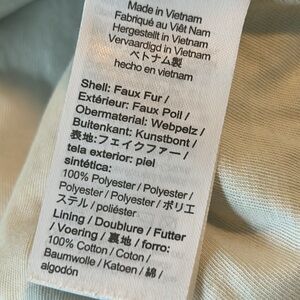 Made in Vietnam
Fabriqué au Viêt Nam
Hergestellt in Vietnam
Vervaardigd in Vietnam
ベトナム製
hecho en vietnam
Shell: Faux Fur /
Extérieur: Faux Poil /
Obermaterial: Webpelz /
Buitenkant: Kunstbont /
表地:フェイクファー /
tela exterior: piel
sintética:
100% Polyester / Polyester /
Polyester / Polyester / ポリエ
ステル / poliéster
Lining / Doublure / Futter
/ Voering / 裏地 / forro:
100% Cotton / Coton /
Baumwolle / Katoen / 綿 /
algodón